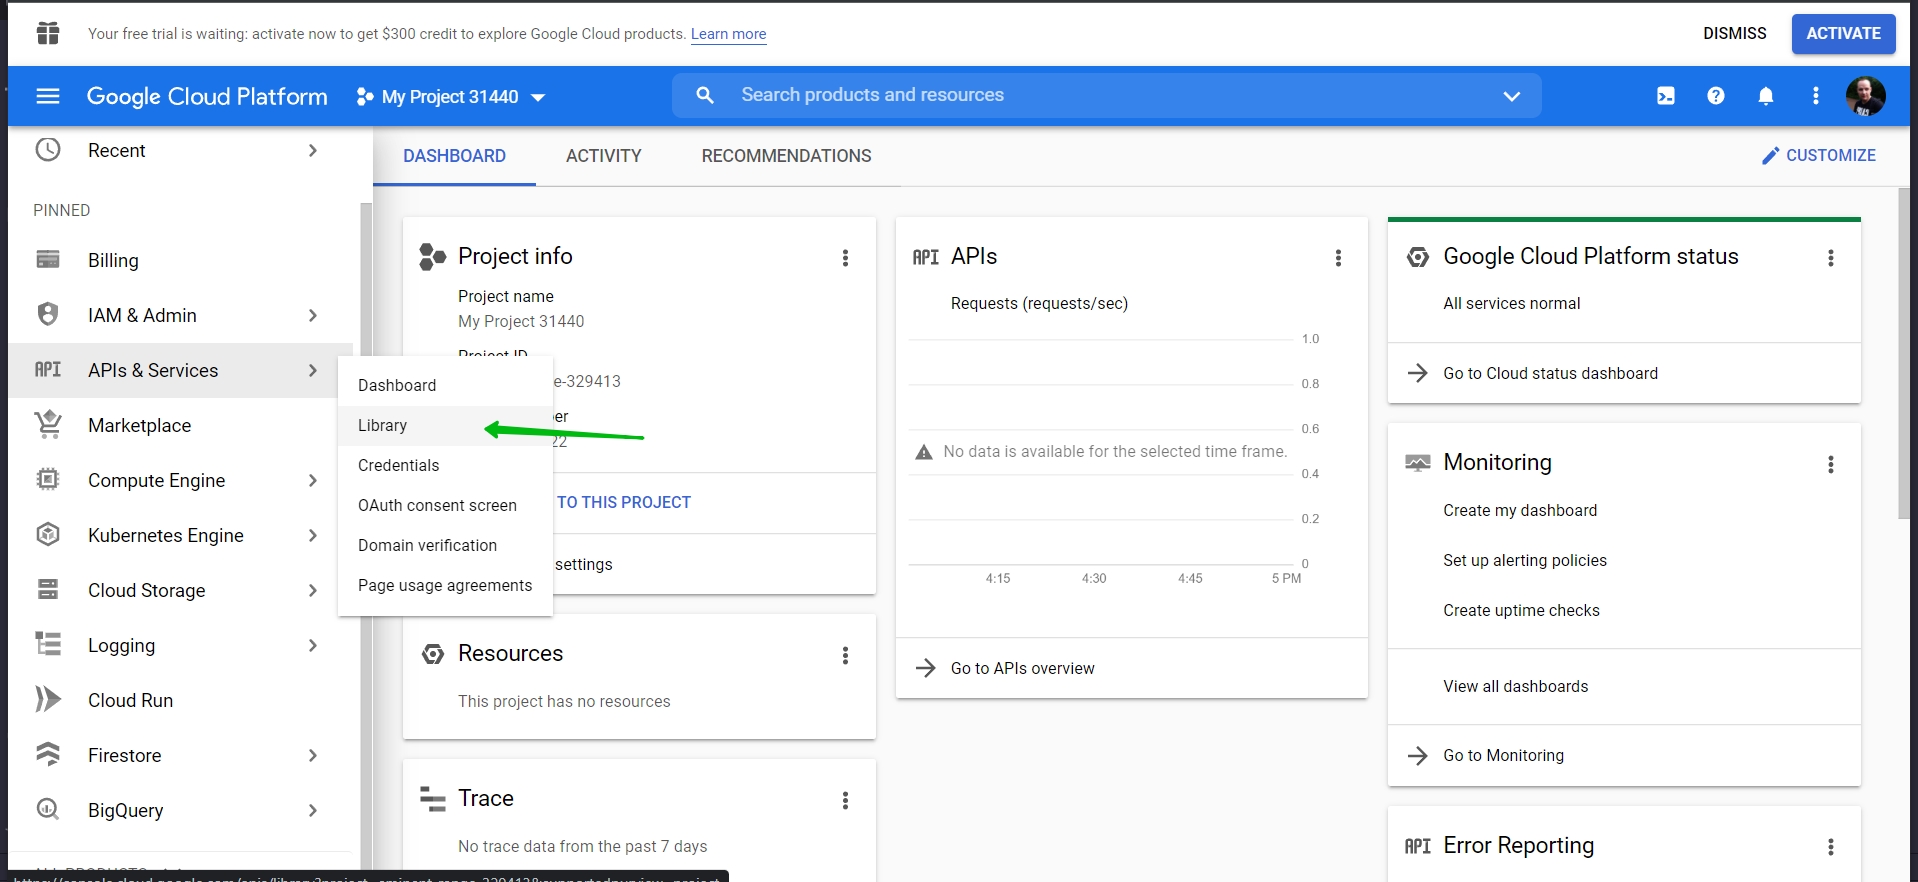 Your free trial is waiting: activate now to get $300 credit to explore Google Cloud products. Learn more
DISMISS
ACTIVATE
Google Cloud Platform
My Project 31440
Search products and resources
Recent
PINNED
Billing
IAM & Admin
API APIs & Services
Marketplace
Compute Engine
Kubernetes Engine
Cloud Storage
Logging
Cloud Run
Firestore
BigQuery
Dashboard
Library
Credentials
OAuth consent screen
Domain verification
Page usage agreements
DASHBOARD
ACTIVITY
RECOMMENDATIONS
CUSTOMIZE
Project info
Project name
My Project 31440
Project ID
e-329413
ber
22
TO THIS PROJECT
settings
Resources
This project has no resources
Trace
No trace data from the past 7 days
API APIs
Requests (requests/sec)
1.0
0.8
0.6
No data is available for the selected time frame.
0.4
0.2
0
4:15 4:30 4:45 5 PM
Go to APIs overview
Google Cloud Platform status
All services normal
Go to Cloud status dashboard
Monitoring
Create my dashboard
Set up alerting policies
Create uptime checks
View all dashboards
Go to Monitoring
API Error Reporting